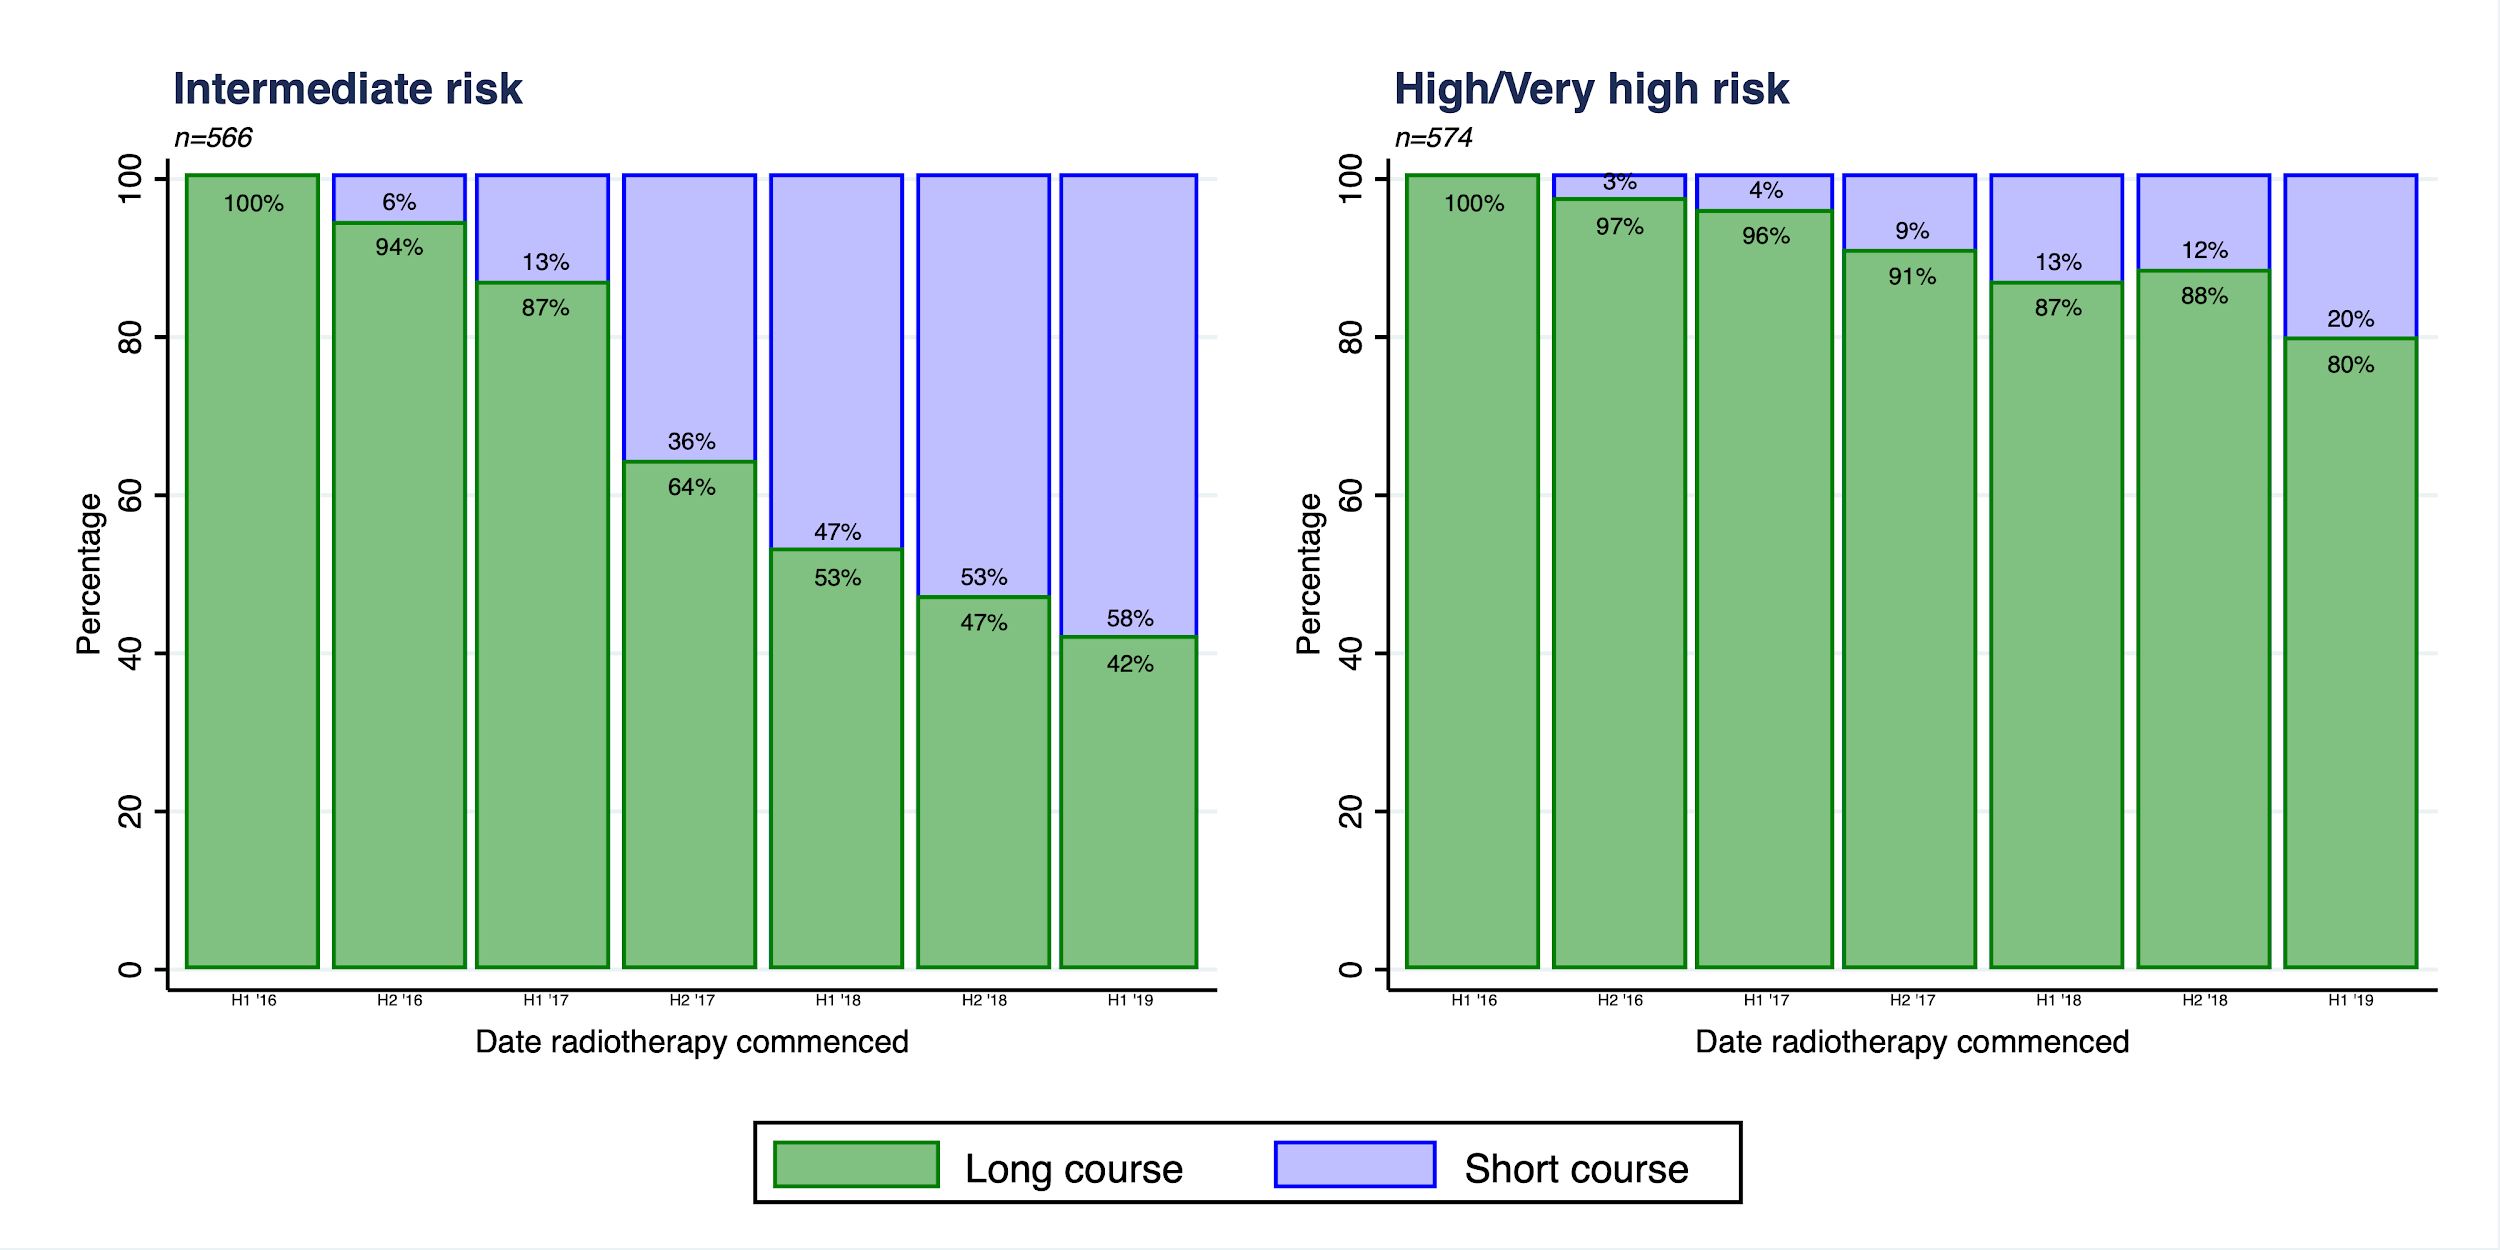 Intermediate risk
n=566
Percentage
100
80
60
40
20
0
100%
6%
94%
13%
87%
36%
64%
47%
53%
53%
47%
58%
42%
H1 '16
H2 '16
H1 '17
H2 '17
H1 '18
H2 '18
H1 '19
Date radiotherapy commenced
High/Very high risk
n=574
Percentage
100
80
60
40
20
0
100%
3%
97%
4%
96%
9%
91%
13%
87%
12%
88%
20%
80%
H1 '16
H2 '16
H1 '17
H2 '17
H1 '18
H2 '18
H1 '19
Date radiotherapy commenced
Long course
Short course